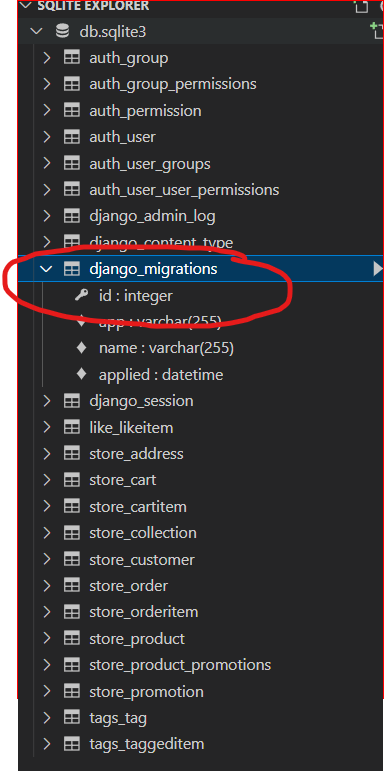 SQLITE EXPLORER
db.sqlite3
auth_group
auth_group_permissions
auth_permission
auth_user
auth_user_groups
auth_user_user_permissions
django_admin_log
django_content_type
django_migrations
id : integer
app : varchar(255)
name : varchar(255)
applied : datetime
django_session
like_likeitem
store_address
store_cart
store_cartitem
store_collection
store_customer
store_order
store_orderitem
store_product
store_product_promotions
store_promotion
tags_tag
tags_taggeditem